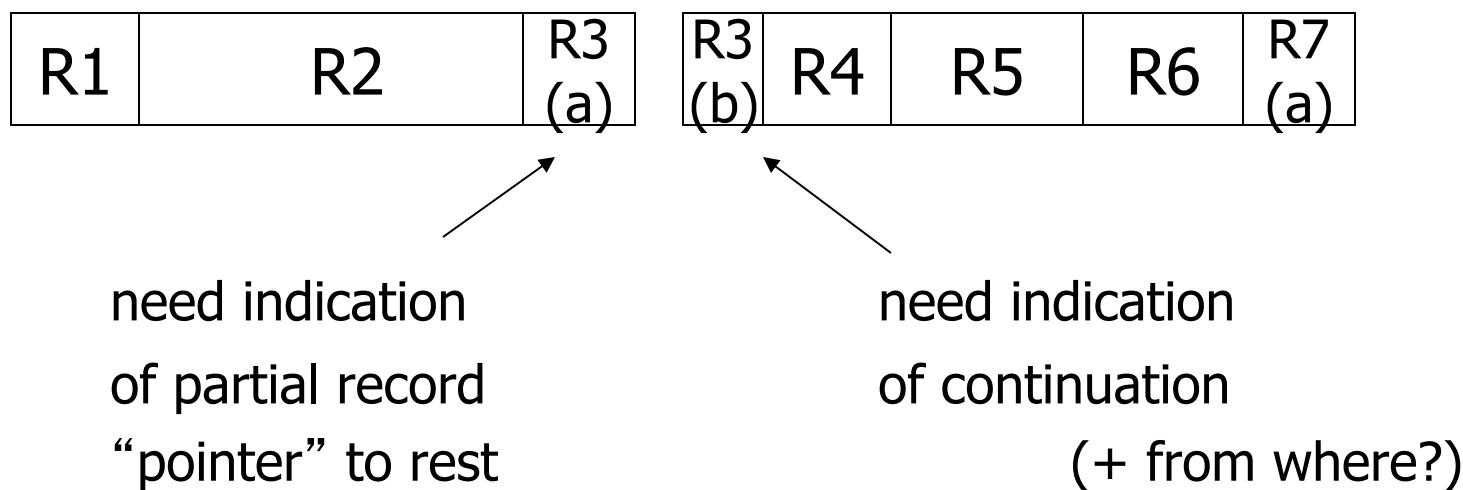 R1 R2 R3 (a) R3 (b) R4 R5 R6 R7 (a)
need indication
of partial record
“pointer” to rest
need indication
of continuation
(+ from where?)